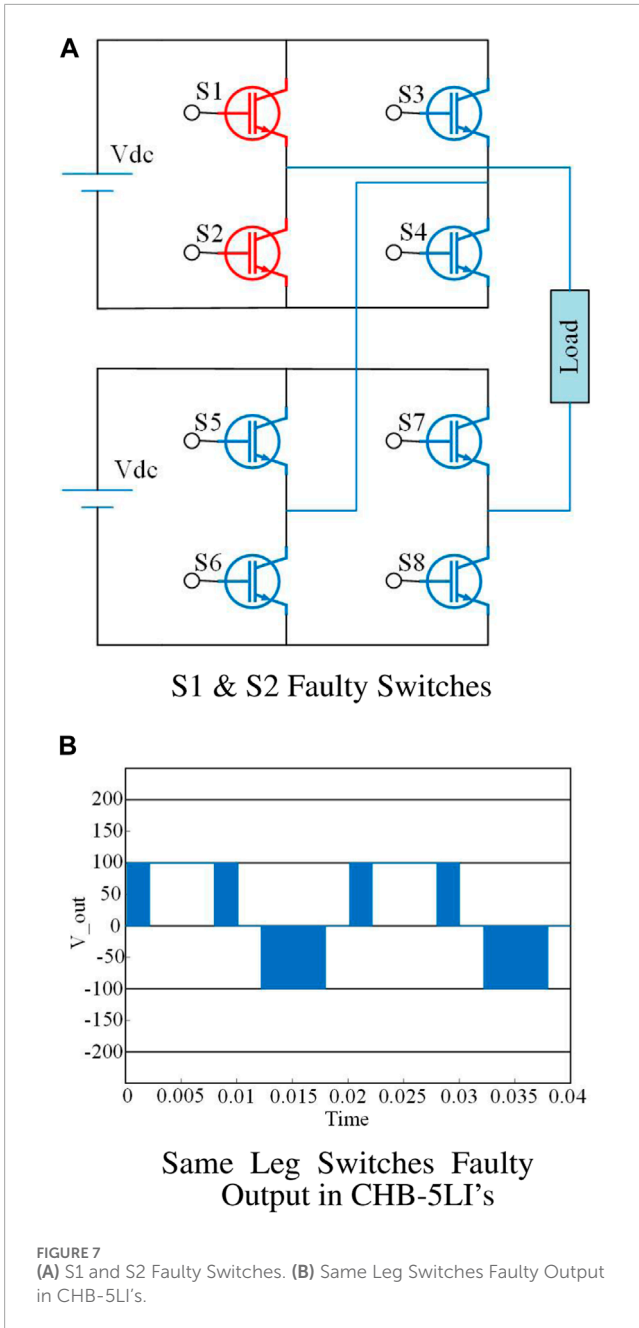 A
S1
S3
Vdc
S2
S4
Load
S5
S7
Vdc
S6
S8
S1 & S2 Faulty Switches
B
200
150
100
50
0
-50
-100
-150
-200
V_out
0 0.005 0.01 0.015 0.02 0.025 0.03 0.035 0.04
Time
Same Leg Switches Faulty
Output in CHB-5LI's
FIGURE 7
(A) S1 and S2 Faulty Switches. (B) Same Leg Switches Faulty Output
in CHB-5LI's.